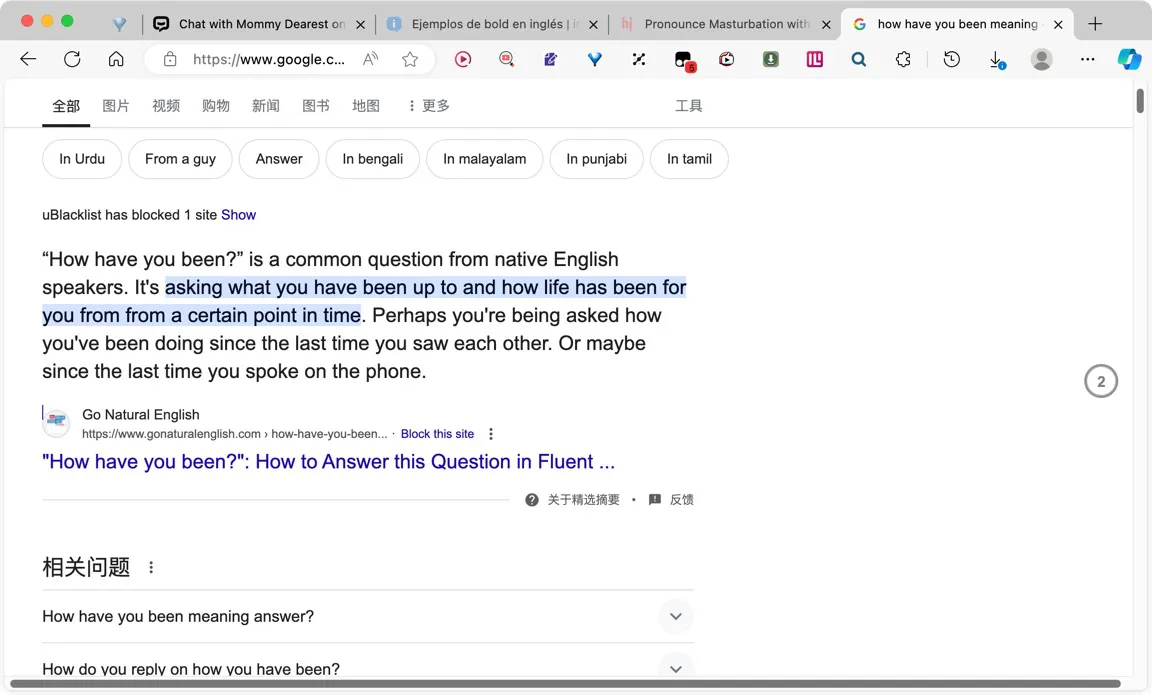 Chat with Mommy Dearest on
Ejemplos de bold en inglés | in
Pronounce Masturbation with
how have you been meaning
https://www.google.c...
5
全部 图片 视频 购物 新闻 图书 地图 更多 工具
In Urdu From a guy Answer In bengali In malayalam In punjabi In tamil
uBlacklist has blocked 1 site Show
“How have you been?” is a common question from native English
speakers. It's asking what you have been up to and how life has been for
you from from a certain point in time. Perhaps you're being asked how
you've been doing since the last time you saw each other. Or maybe
since the last time you spoke on the phone.
2
Go Natural English
https://www.gonaturalenglish.com › how-have-you-been... · Block this site
"How have you been?": How to Answer this Question in Fluent ...
关于精选摘要 • 反馈
相关问题
How have you been meaning answer?
How do you reply on how you have been?